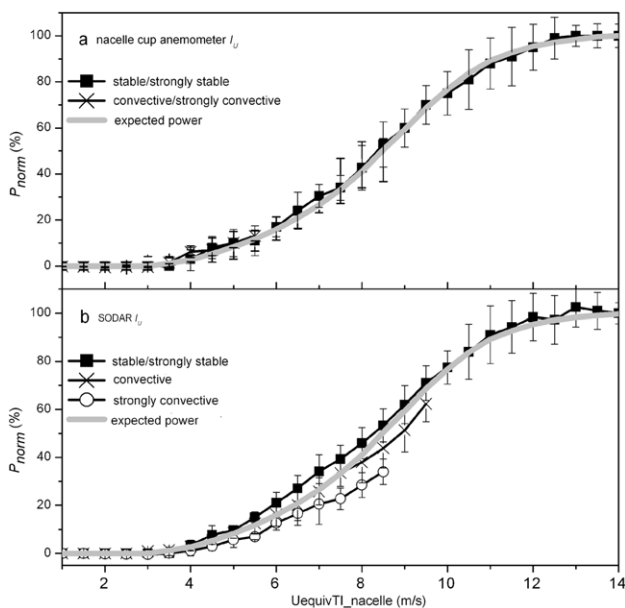 a nacelle cup anemometer I_U
stable/strongly stable
convective/strongly convective
expected power
P_norm (%)
100
80
60
40
20
0
b SODAR I_U
stable/strongly stable
convective
strongly convective
expected power
P_norm (%)
100
80
60
40
20
0
2 4 6 8 10 12 14
UequivTI_nacelle (m/s)